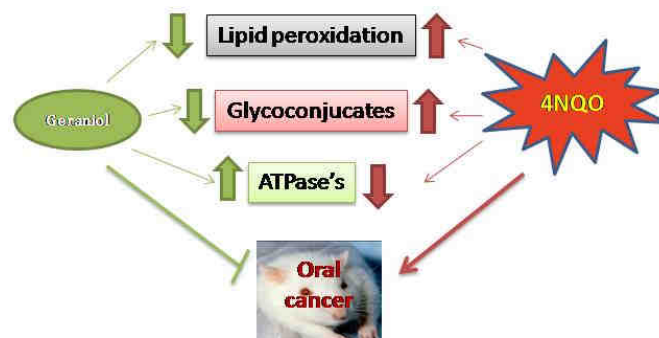 Lipid peroxidation
4NQO
Geraniol
Glycoconjucates
ATPase's
Oral
cancer